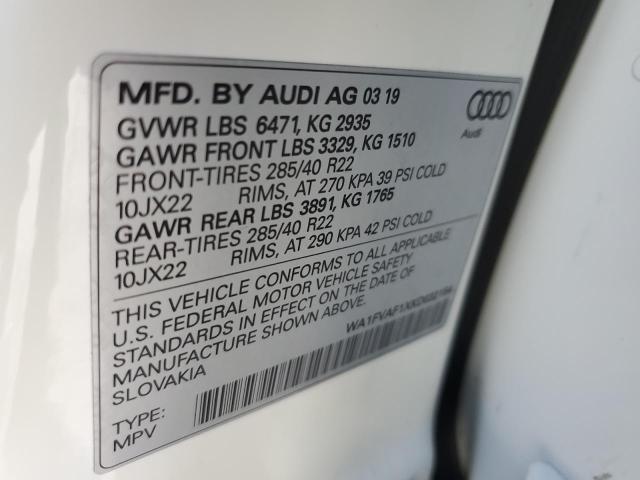 MFD. BY AUDI AG 03 19
GVWR LBS 6471, KG 2935
GAWR FRONT LBS 3329, KG 1510
FRONT-TIRES 285/40 R22
10JX22 RIMS, AT 270 KPA 39 PSI COLD
GAWR REAR LBS 3891, KG 1765
REAR-TIRES 285/40 R22
10JX22 RIMS, AT 290 KPA 42 PSI COLD
THIS VEHICLE CONFORMS TO ALL APPLICABLE
U.S. FEDERAL MOTOR VEHICLE SAFETY
STANDARDS IN EFFECT ON THE DATE OF
MANUFACTURE SHOWN ABOVE.
SLOVAKIA
TYPE:
MPV
Audi